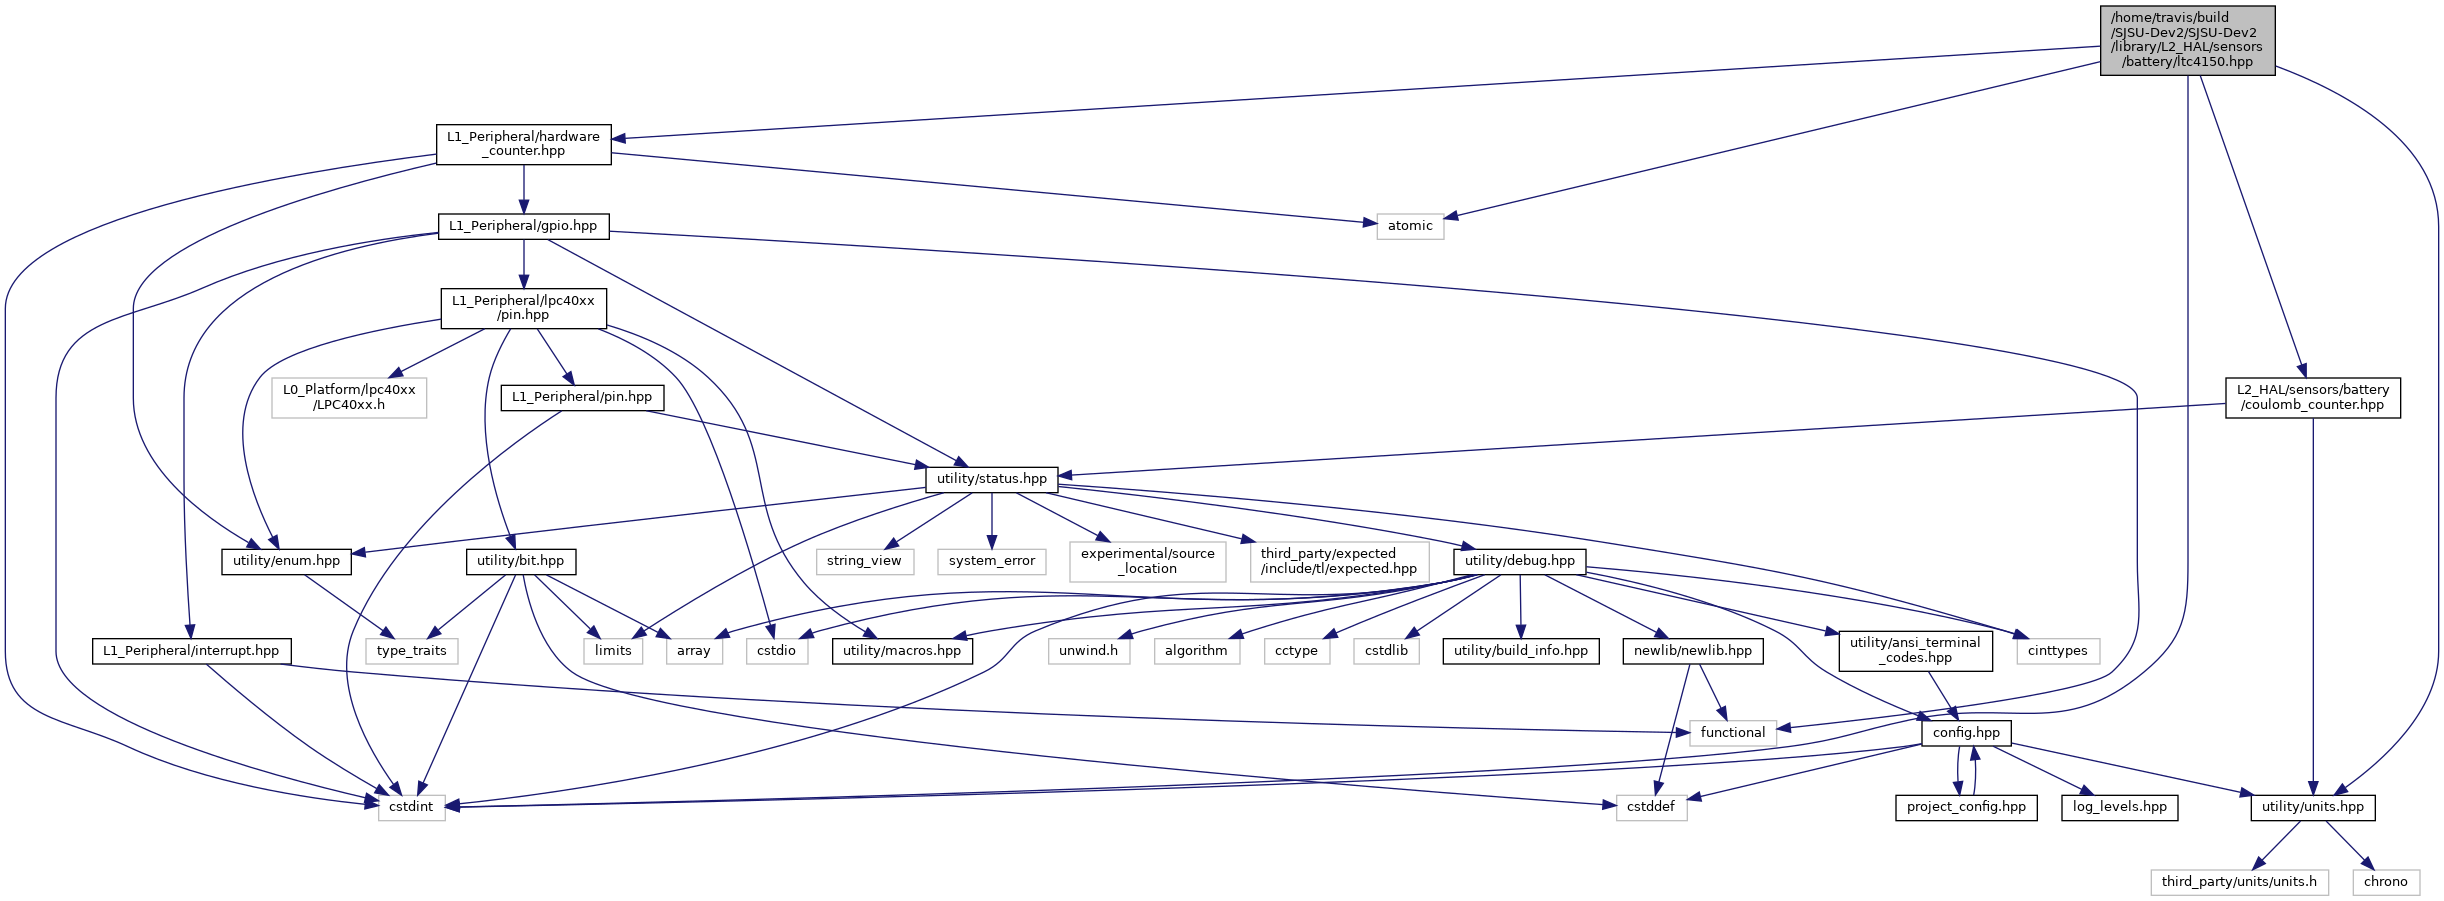 /home/travis/build
/SJSU-Dev2/SJSU-Dev2
/library/L2_HAL/sensors
/battery/ltc4150.hpp
L1_Peripheral/hardware
_counter.hpp
L1_Peripheral/gpio.hpp
atomic
L1_Peripheral/lpc40xx
/pin.hpp
L0_Platform/lpc40xx
/LPC40xx.h
L1_Peripheral/pin.hpp
L2_HAL/sensors/battery
/coulomb_counter.hpp
utility/status.hpp
utility/enum.hpp
utility/bit.hpp
string_view
system_error
experimental/source
_location
third_party/expected
/include/tl/expected.hpp
utility/debug.hpp
L1_Peripheral/interrupt.hpp
type_traits
limits
array
cstdio
utility/macros.hpp
unwind.h
algorithm
cctype
cstdlib
utility/build_info.hpp
newlib/newlib.hpp
utility/ansi_terminal
_codes.hpp
cinttypes
functional
config.hpp
cstdint
cstddef
project_config.hpp
log_levels.hpp
utility/units.hpp
third_party/units/units.h
chrono